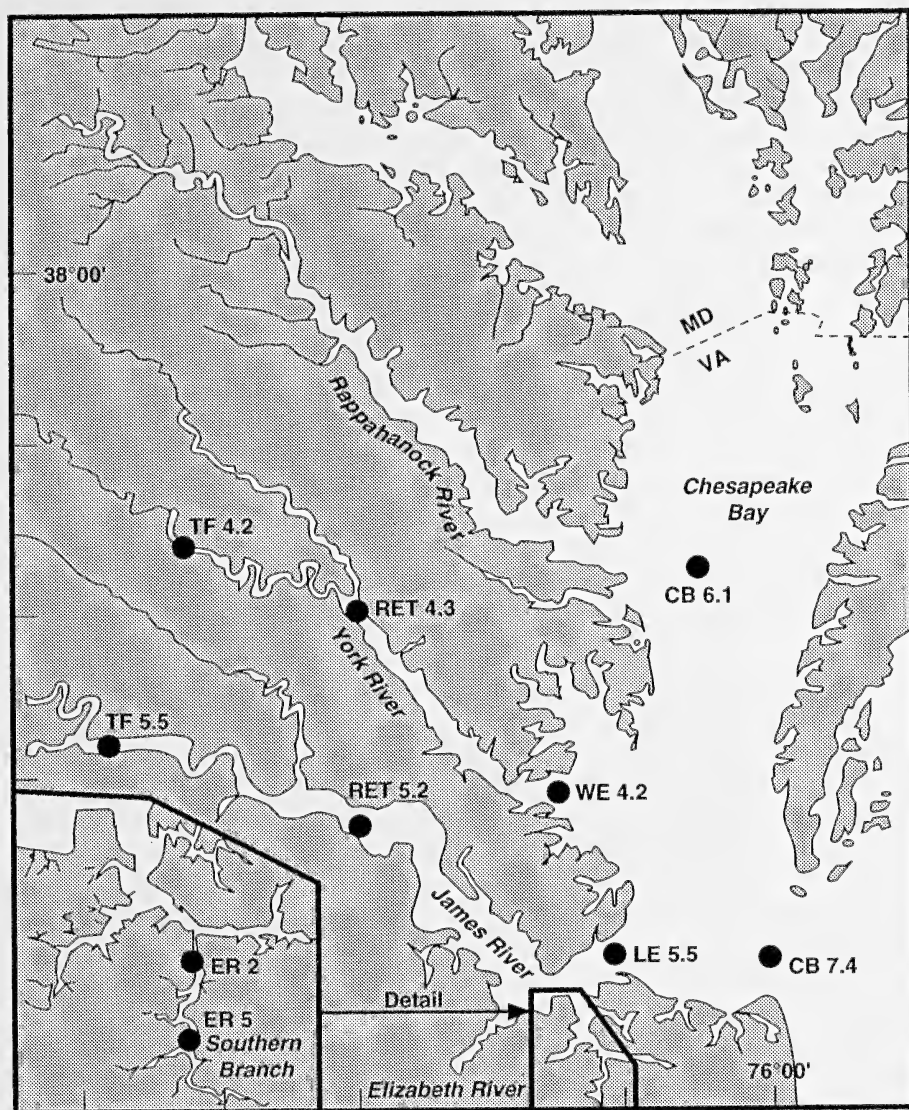 38°00'
MD
VA
Rappahanock River
Chesapeake
Bay
TF 4.2
CB 6.1
RET 4.3
York River
TF 5.5
RET 5.2
WE 4.2
James River
LE 5.5
CB 7.4
ER 2
Detail
ER 5
Southern
Branch
76°00'
Elizabeth River